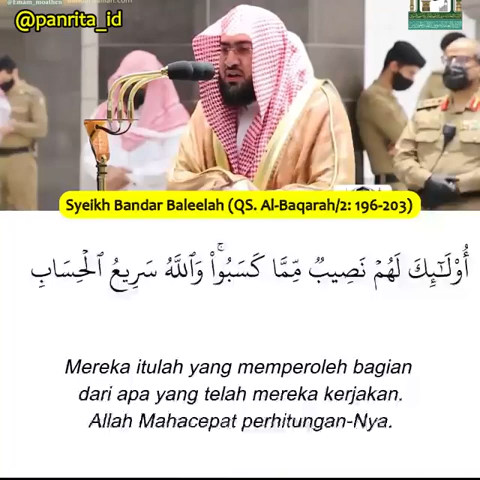 @panrita_id
Syeikh Bandar Baleelah (QS. Al-Baqarah/2: 196-203)
أُو۟لَـٰٓئِكَ لَهُمْ نَصِيبٌ مِّمَّا كَسَبُوا۟ ۚ وَٱللَّهُ سَرِيعُ ٱلْحِسَابِ
Mereka itulah yang memperoleh bagian
dari apa yang telah mereka kerjakan.
Allah Mahacepat perhitungan-Nya.